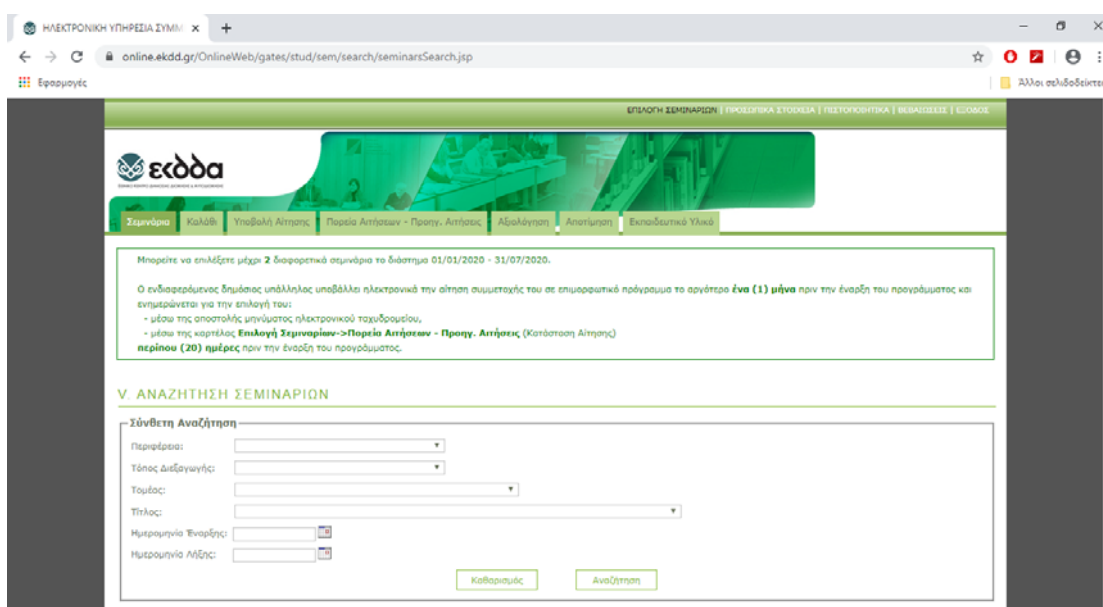 ΗΛΕΚΤΡΟΝΙΚΗ ΥΠΗΡΕΣΙΑ ΣΥΜΜ
online.ekdd.gr/OnlineWeb/gates/stud/sem/search/seminarsSearch.jsp
Εφαρμογές
Άλλοι σελιδοδείκτες
ΕΠΙΛΟΓΗ ΣΕΜΙΝΑΡΙΩΝ | ΠΡΟΣΩΠΙΚΑ ΣΤΟΙΧΕΙΑ | ΠΙΣΤΟΠΟΙΗΤΙΚΑ | ΒΕΒΑΙΩΣΕΙΣ | ΕΞΟΔΟΣ
εκδδα
Σεμινάρια Καλάθι Υποβολή Αίτησης Πορεία Αιτήσεων - Προηγ. Αιτήσεις Αξιολόγηση Αποτίμηση Εκπαιδευτικό Υλικό
Μπορείτε να επιλέξετε μέχρι 2 διαφορετικά σεμινάρια το διάστημα 01/01/2020 - 31/07/2020.
Ο ενδιαφερόμενος δημόσιος υπάλληλος υποβάλλει ηλεκτρονικά την αίτηση συμμετοχής του σε επιμορφωτικό πρόγραμμα το αργότερο ένα (1) μήνα πριν την έναρξη του προγράμματος και
ενημερώνεται για την επιλογή του:
- μέσω της αποστολής μηνύματος ηλεκτρονικού ταχυδρομείου,
- μέσω της καρτέλας Επιλογή Σεμιναρίων->Πορεία Αιτήσεων - Προηγ. Αιτήσεις (Κατάσταση Αίτησης)
περίπου (20) ημέρες πριν την έναρξη του προγράμματος.
V. ΑΝΑΖΗΤΗΣΗ ΣΕΜΙΝΑΡΙΩΝ
Σύνθετη Αναζήτηση
Περιφέρεια:
Τόπος Διεξαγωγής:
Τομέας:
Τίτλος:
Ημερομηνία Έναρξης:
Ημερομηνία Λήξης:
Καθαρισμός Αναζήτηση